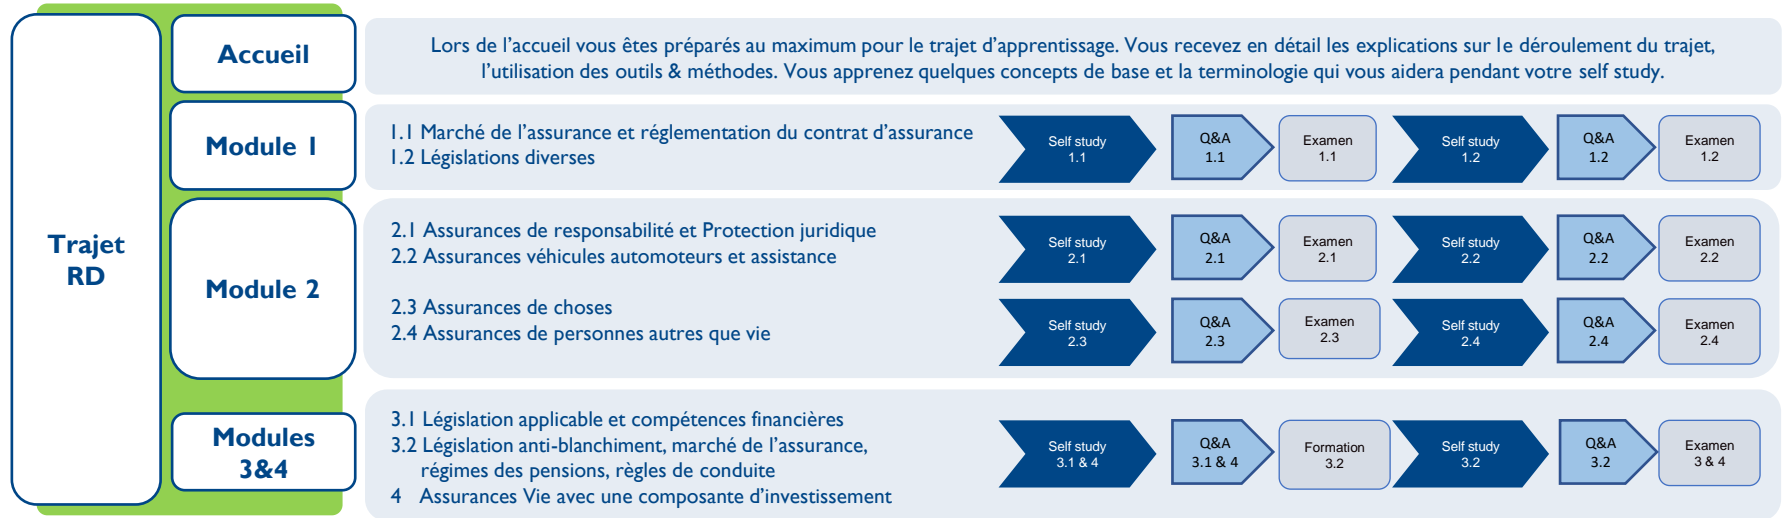 Trajet
RD
Accueil
Lors de l’accueil vous êtes préparés au maximum pour le trajet d’apprentissage. Vous recevez en détail les explications sur le déroulement du trajet,
l’utilisation des outils & méthodes. Vous apprenez quelques concepts de base et la terminologie qui vous aidera pendant votre self study.
Module 1
1.1 Marché de l’assurance et réglementation du contrat d’assurance
1.2 Législations diverses
Self study
1.1
Q&A
1.1
Examen
1.1
Self study
1.2
Q&A
1.2
Examen
1.2
Module 2
2.1 Assurances de responsabilité et Protection juridique
2.2 Assurances véhicules automoteurs et assistance
2.3 Assurances de choses
2.4 Assurances de personnes autres que vie
Self study
2.1
Q&A
2.1
Examen
2.1
Self study
2.2
Q&A
2.2
Examen
2.2
Self study
2.3
Q&A
2.3
Examen
2.3
Self study
2.4
Q&A
2.4
Examen
2.4
Modules
3&4
3.1 Législation applicable et compétences financières
3.2 Législation anti-blanchiment, marché de l’assurance,
régimes des pensions, règles de conduite
4 Assurances Vie avec une composante d’investissement
Self study
3.1 & 4
Q&A
3.1 & 4
Formation
3.2
Self study
3.2
Q&A
3.2
Examen
3 & 4